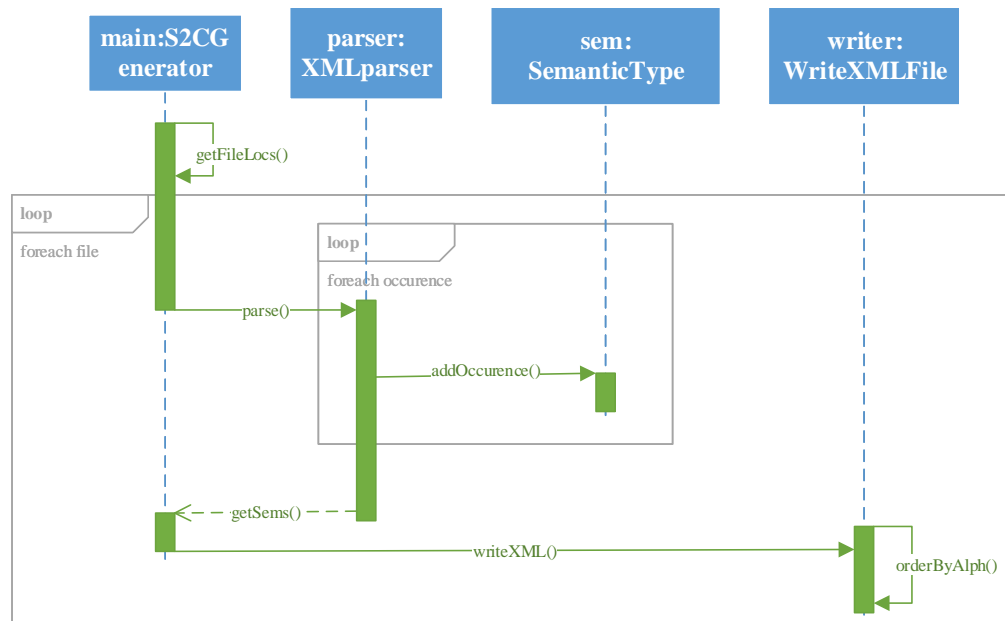 main:S2CG
enerator
parser:
XMLparser
sem:
SemanticType
writer:
WriteXMLFile
getFileLocs()
loop
foreach file
loop
foreach occurence
parse()
addOccurence()
getSems()
writeXML()
orderByAlph()